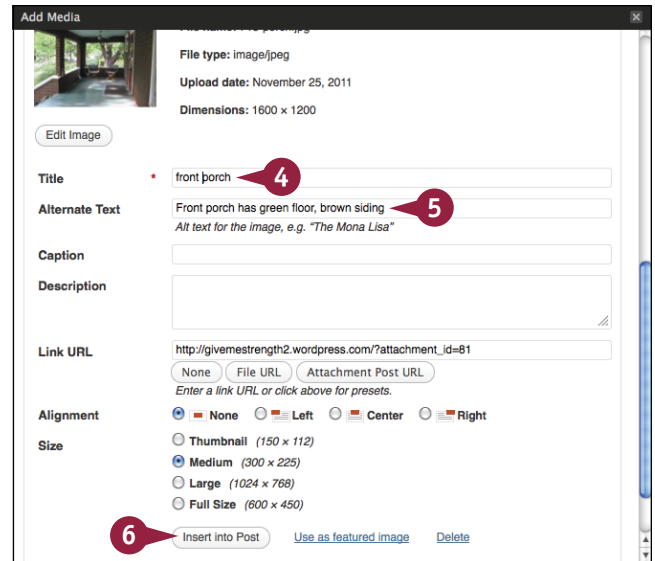 Add Media
File type: image/jpeg
Upload date: November 25, 2011
Dimensions: 1600 × 1200
Edit Image
Title * front porch 4
Alternate Text Front porch has green floor, brown siding 5
Alt text for the image, e.g. “The Mona Lisa”
Caption
Description
Link URL http://givemestrength2.wordpress.com/?attachment_id=81
None File URL Attachment Post URL
Enter a link URL or click above for presets.
Alignment None Left Center Right
Size Thumbnail (150 × 112)
Medium (300 × 225)
Large (1024 × 768)
Full Size (600 × 450)
6 Insert into Post Use as featured image Delete